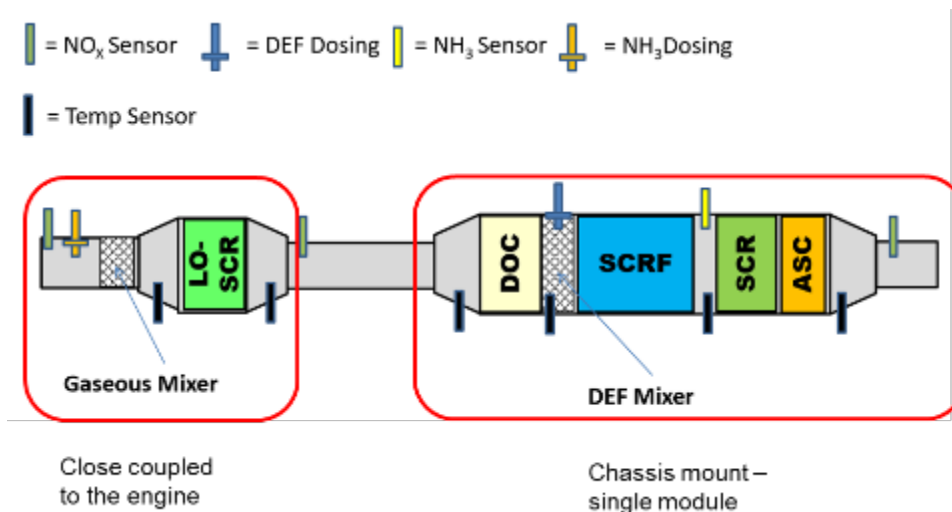 = NOX Sensor
= DEF Dosing
= NH3 Sensor
= NH3Dosing
= Temp Sensor
LO-
SCR
DOC
SCRF
SCR
ASC
Gaseous Mixer
DEF Mixer
Close coupled
to the engine
Chassis mount –
single module